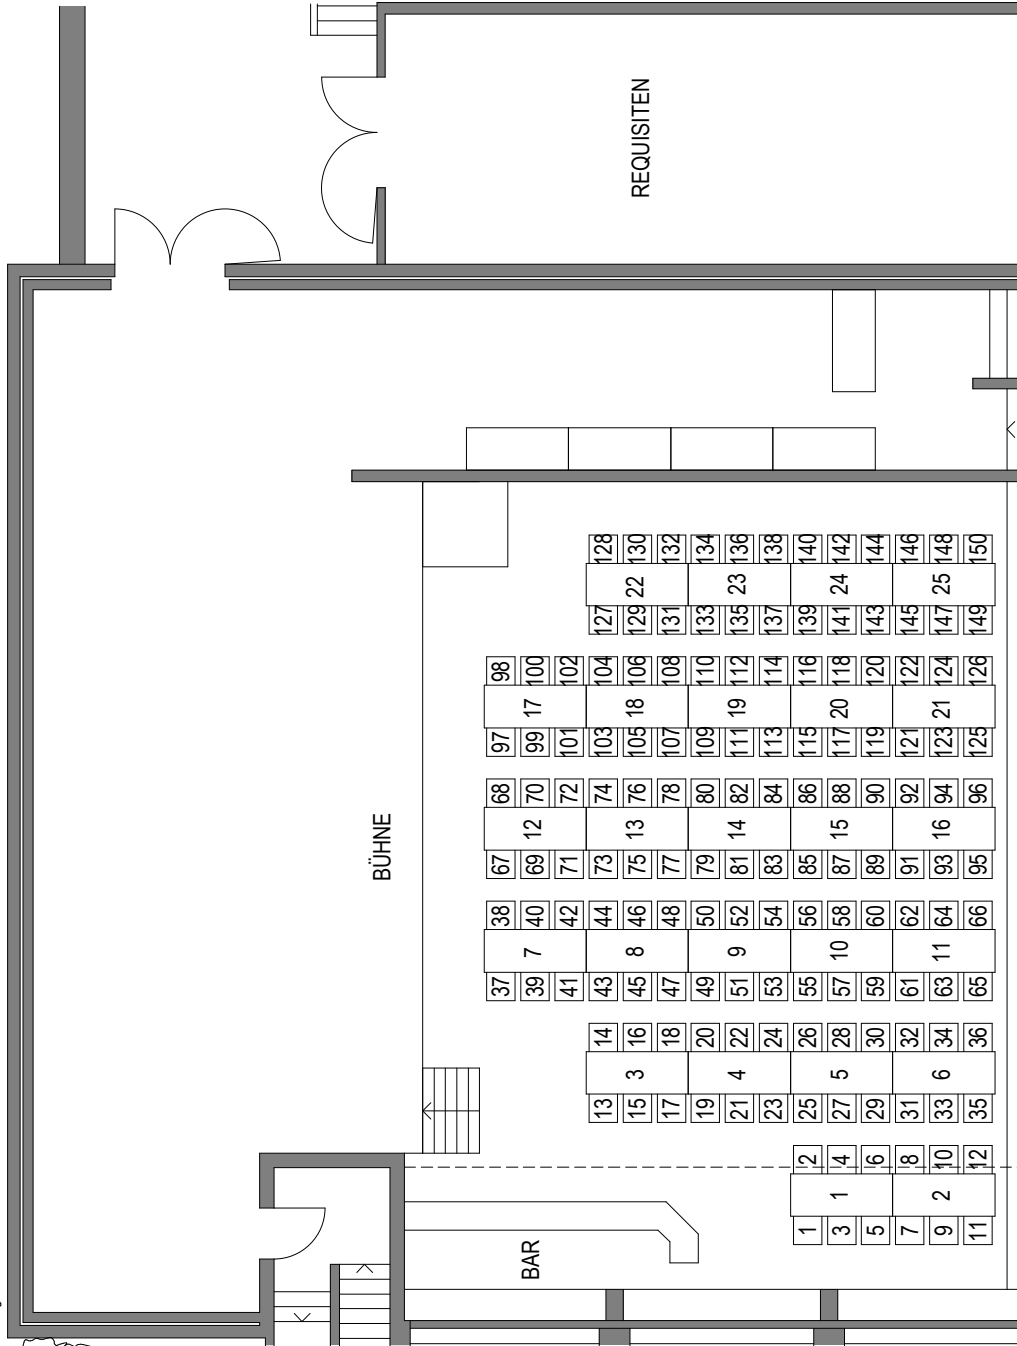 REQUISITEN
BÜHNE
BAR
128 130 132 134 136 138 140 142 144 146 148 150
22 23 24 25
127 129 131 133 135 137 139 141 143 145 147 149
98 100 102 104 106 108 110 112 114 116 118 120 122 124 126
17 18 19 20 21
97 99 101 103 105 107 109 111 113 115 117 119 121 123 125
68 70 72 74 76 78 80 82 84 86 88 90 92 94 96
12 13 14 15 16
67 69 71 73 75 77 79 81 83 85 87 89 91 93 95
38 40 42 44 46 48 50 52 54 56 58 60 62 64 66
7 8 9 10 11
37 39 41 43 45 47 49 51 53 55 57 59 61 63 65
14 16 18 20 22 24 26 28 30 32 34 36
3 4 5 6
13 15 17 19 21 23 25 27 29 31 33 35
2 4 6 8 10 12
1 2
1 3 5 7 9 11